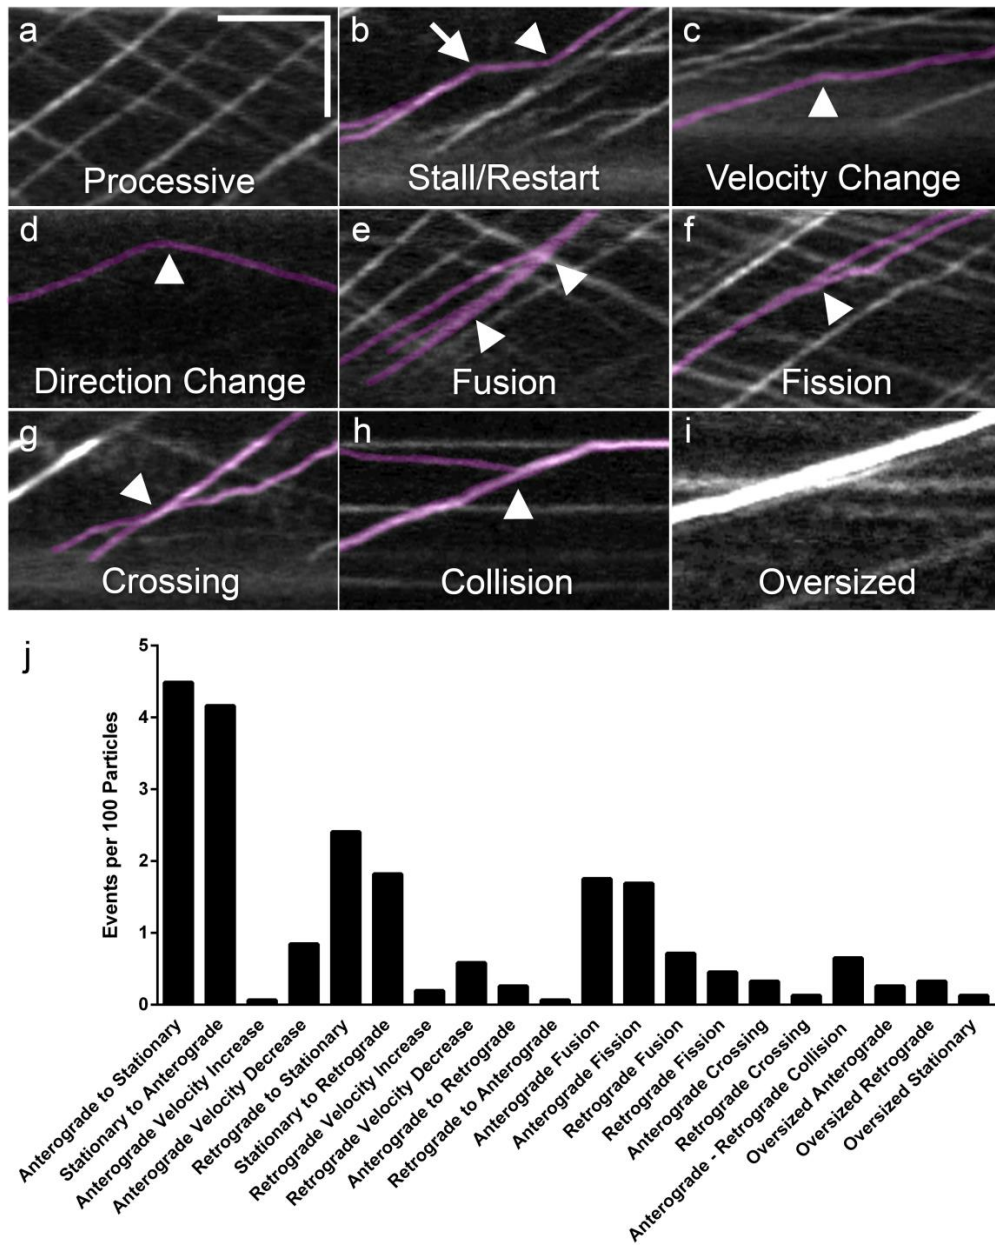 a
Processive
b
Stall/Restart
c
Velocity Change
d
Direction Change
e
Fusion
f
Fission
g
Crossing
h
Collision
i
Oversized
j
Events per 100 Particles
5
4
3
2
1
0
Anterograde to Stationary
Stationary to Anterograde
Anterograde Velocity Increase
Anterograde Velocity Decrease
Retrograde to Stationary
Stationary to Retrograde
Retrograde Velocity Increase
Retrograde Velocity Decrease
Anterograde to Retrograde
Retrograde to Anterograde
Anterograde Fusion
Anterograde Fission
Retrograde Fusion
Retrograde Fission
Anterograde Crossing
Retrograde Crossing
Anterograde - Retrograde Collision
Oversized Anterograde
Oversized Retrograde
Oversized Stationary